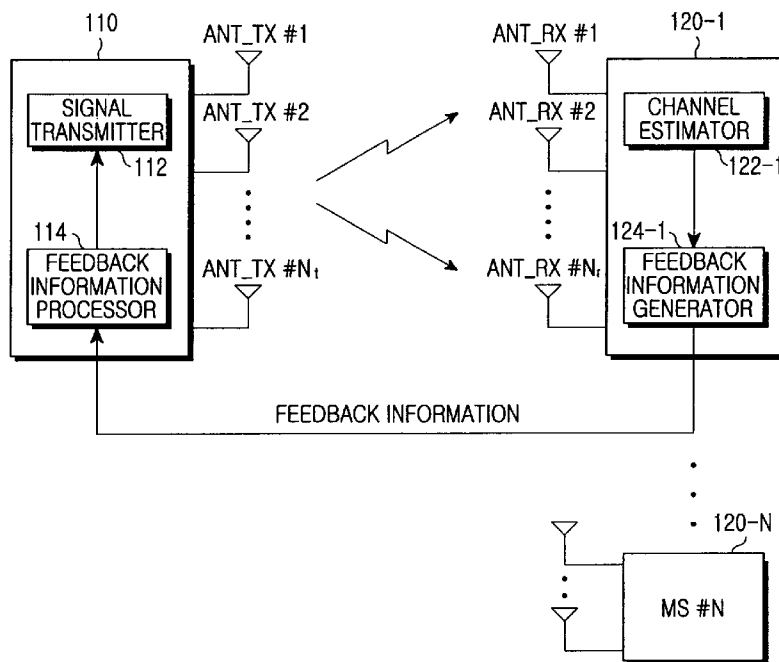 110
120-1
ANT_TX #1
ANT_RX #1
SIGNAL
TRANSMITTER
112
ANT_TX #2
ANT_RX #2
CHANNEL
ESTIMATOR
122-1
114
FEEDBACK
INFORMATION
PROCESSOR
ANT_TX #Nt
ANT_RX #Nr
124-1
FEEDBACK
INFORMATION
GENERATOR
FEEDBACK INFORMATION
120-N
MS #N